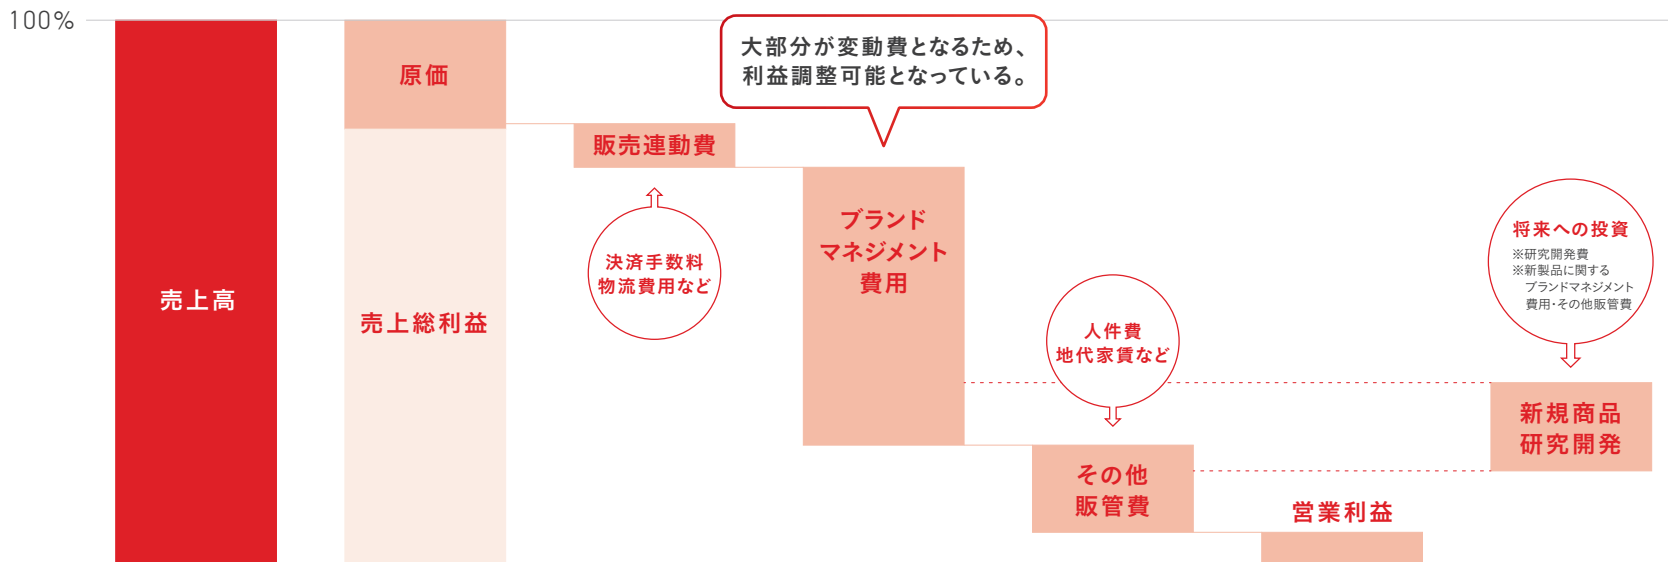 100%
売上高
原価
売上総利益
販売連動費
決済手数料
物流費用など
大部分が変動費となるため、
利益調整可能となっている。
ブランド
マネジメント
費用
人件費
地代家賃など
その他
販管費
営業利益
将来への投資
※研究開発費
※新製品に関する
ブランドマネジメント
費用・その他販管費
新規商品
研究開発